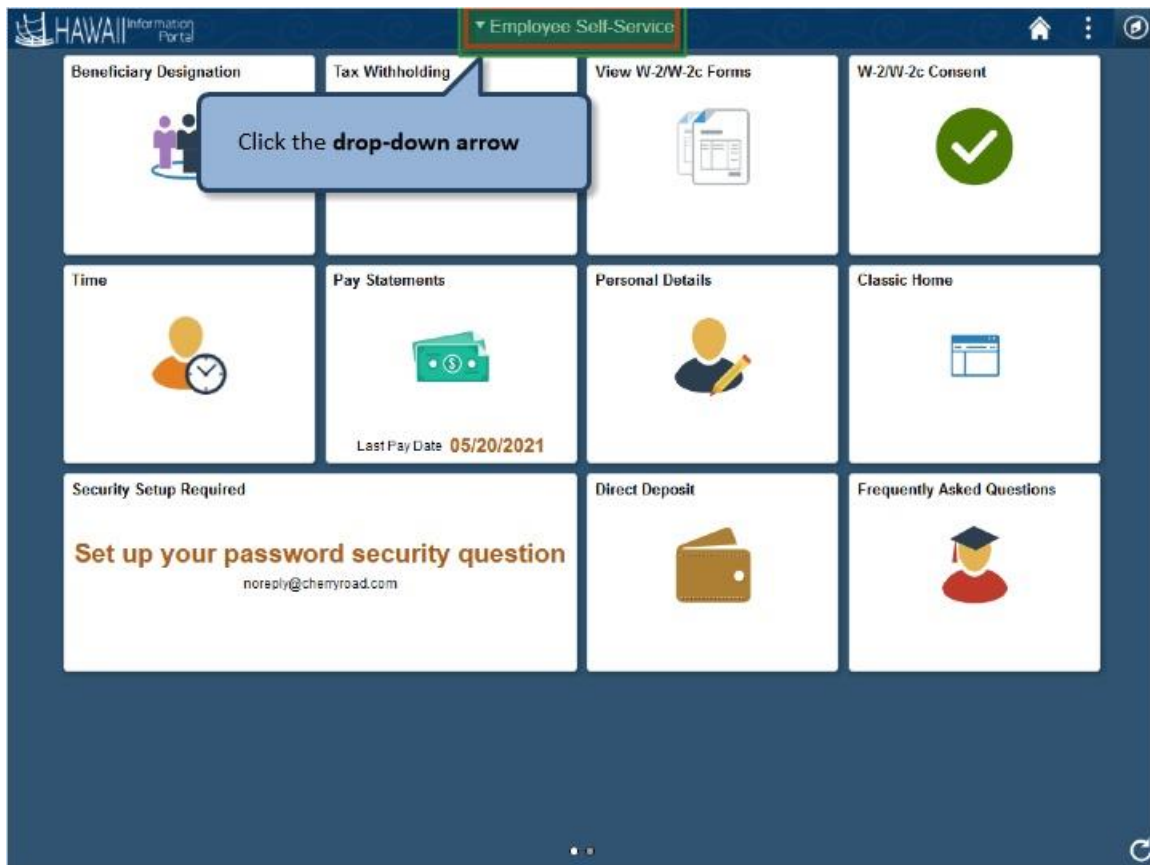 HAWAII Information
Portal
Employee Self-Service
Beneficiary Designation
Tax Withholding
View W-2/W-2c Forms
W-2/W-2c Consent
Click the drop-down arrow
Time
Pay Statements
Personal Details
Classic Home
Last Pay Date 05/20/2021
Security Setup Required
Direct Deposit
Frequently Asked Questions
Set up your password security question
noreply@cherryroad.com